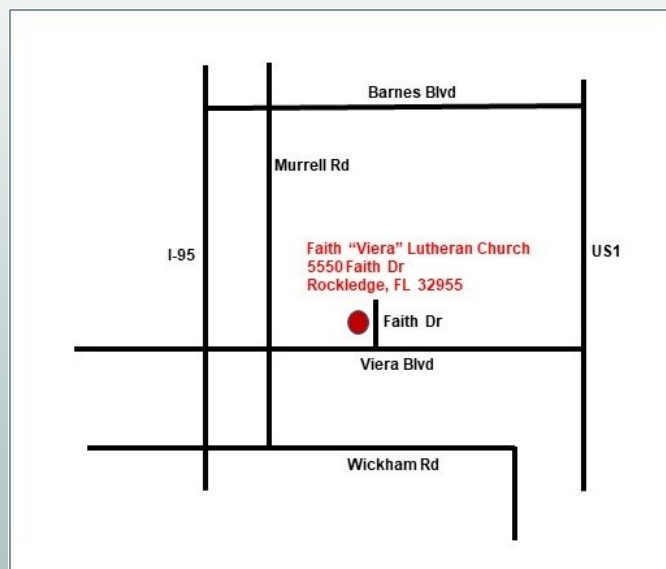 Barnes Blvd
Murrell Rd
I-95
Faith “Viera” Lutheran Church
5550 Faith Dr
Rockledge, FL 32955
US1
Faith Dr
Viera Blvd
Wickham Rd